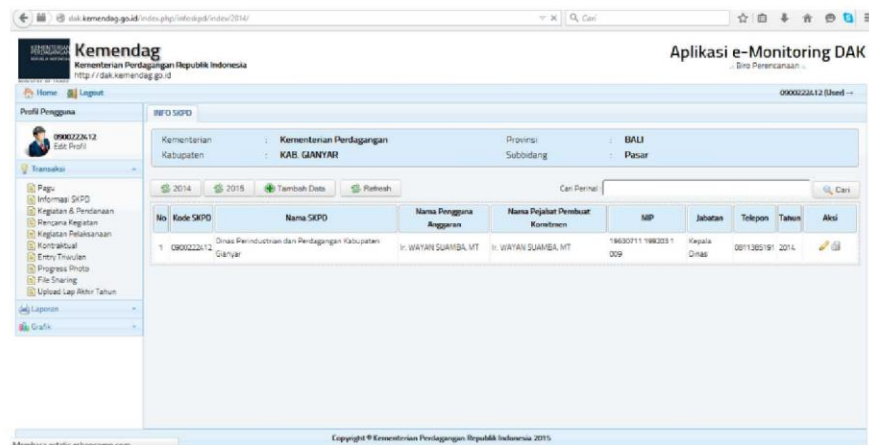 dak.kemendag.go.id/index.php/infoskpd/index/2014/
Cari
Kemendag
Kementerian Perdagangan Republik Indonesia
http://dak.kemendag.go.id
Aplikasi e-Monitoring DAK
.: Biro Perencanaan :.
Home Logout
0900222412 (User)
Profil Pengguna
0900222412
Edit Profil
Transaksi
Pagu
Informasi SKPD
Kegiatan & Pendanaan
Rencana Kegiatan
Kegiatan Pelaksanaan
Kontraktual
Entry Triwulan
Progress Photo
File Sharing
Upload Lap Akhir Tahun
Laporan
Grafik
INFO SKPD
Kementerian : Kementerian Perdagangan Provinsi : BALI
Kabupaten : KAB. GIANYAR Subbidang : Pasar
2014 2015 Tambah Data Refresh Cari Perihal : Cari
No Kode SKPD Nama SKPD Nama Pengguna Anggaran Nama Pejabat Pembuat Komitmen NIP Jabatan Telepon Tahun Aksi
1 0900222412 Dinas Perindustrian dan Perdagangan Kabupaten Gianyar Ir. WAYAN SUAMBA, MT Ir. WAYAN SUAMBA, MT Kepala Dinas 2014
Copyright © Kementerian Perdagangan Republik Indonesia 2015